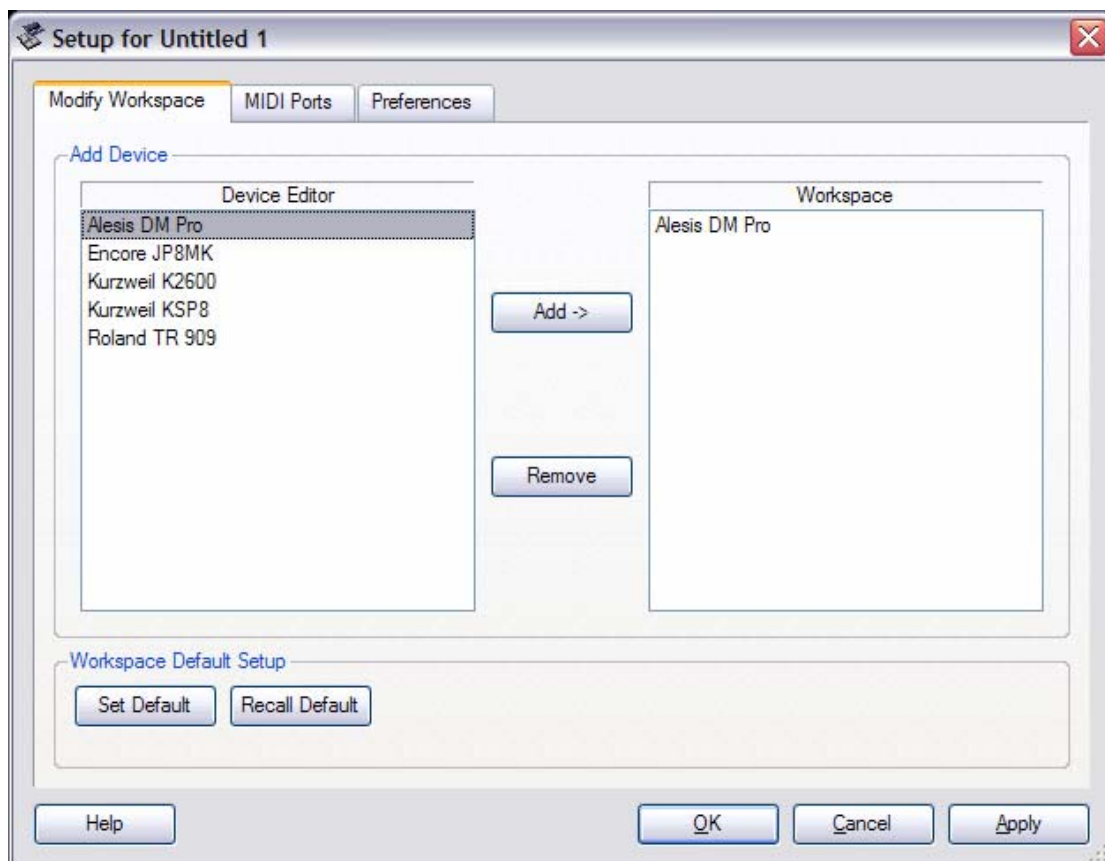 Setup for Untitled 1
Modify Workspace
MIDI Ports
Preferences
Add Device
Device Editor
Alesis DM Pro
Encore JP8MK
Kurzweil K2600
Kurzweil KSP8
Roland TR 909
Add ->
Remove
Workspace
Alesis DM Pro
Workspace Default Setup
Set Default
Recall Default
Help
OK
Cancel
Apply